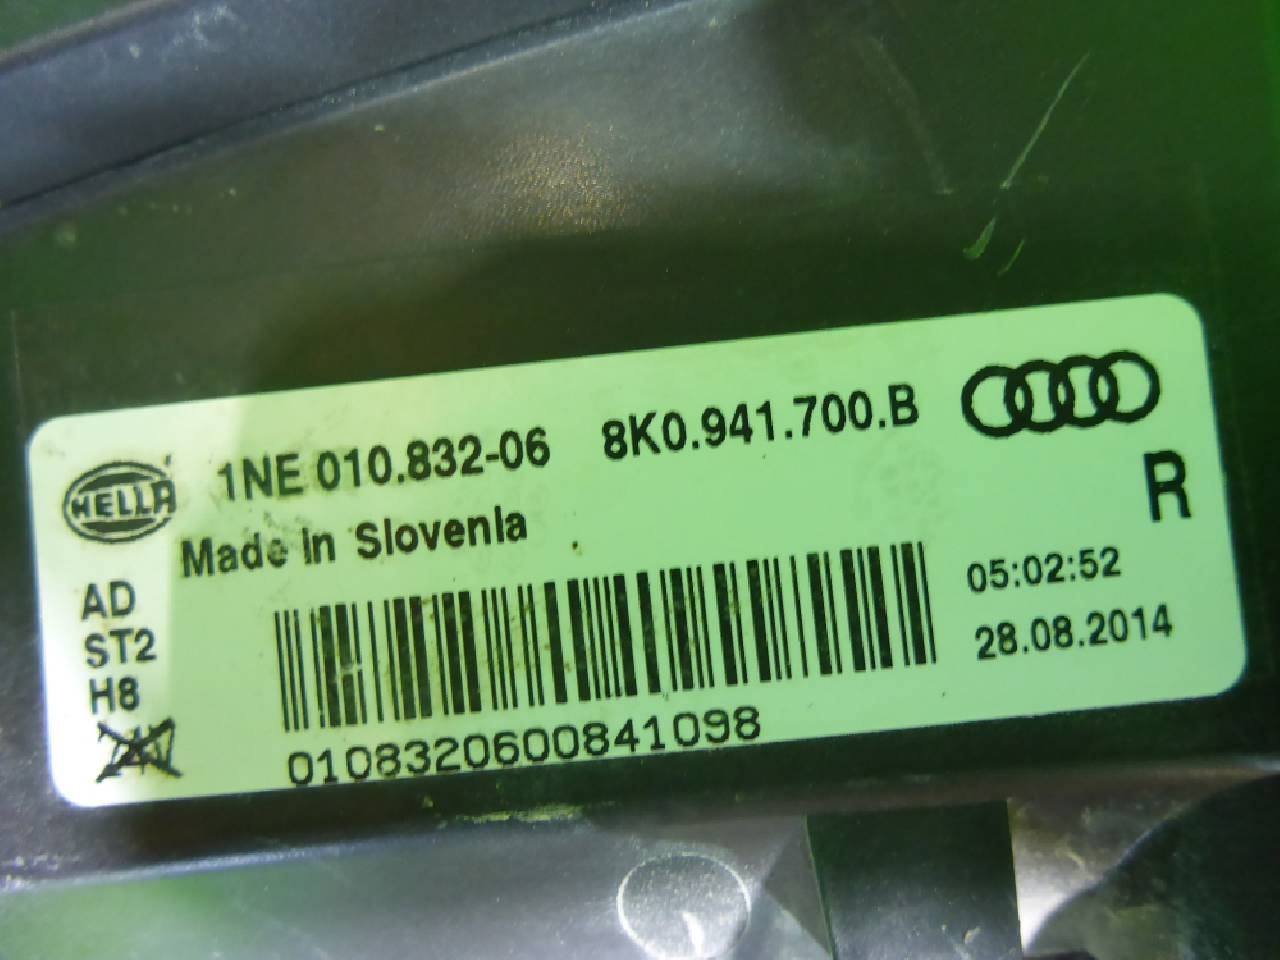 HELLA
1NE 010.832-06 8K0.941.700.B
R
Made in Slovenia
AD
ST2
H8
05:02:52
28.08.2014
0108320600841098